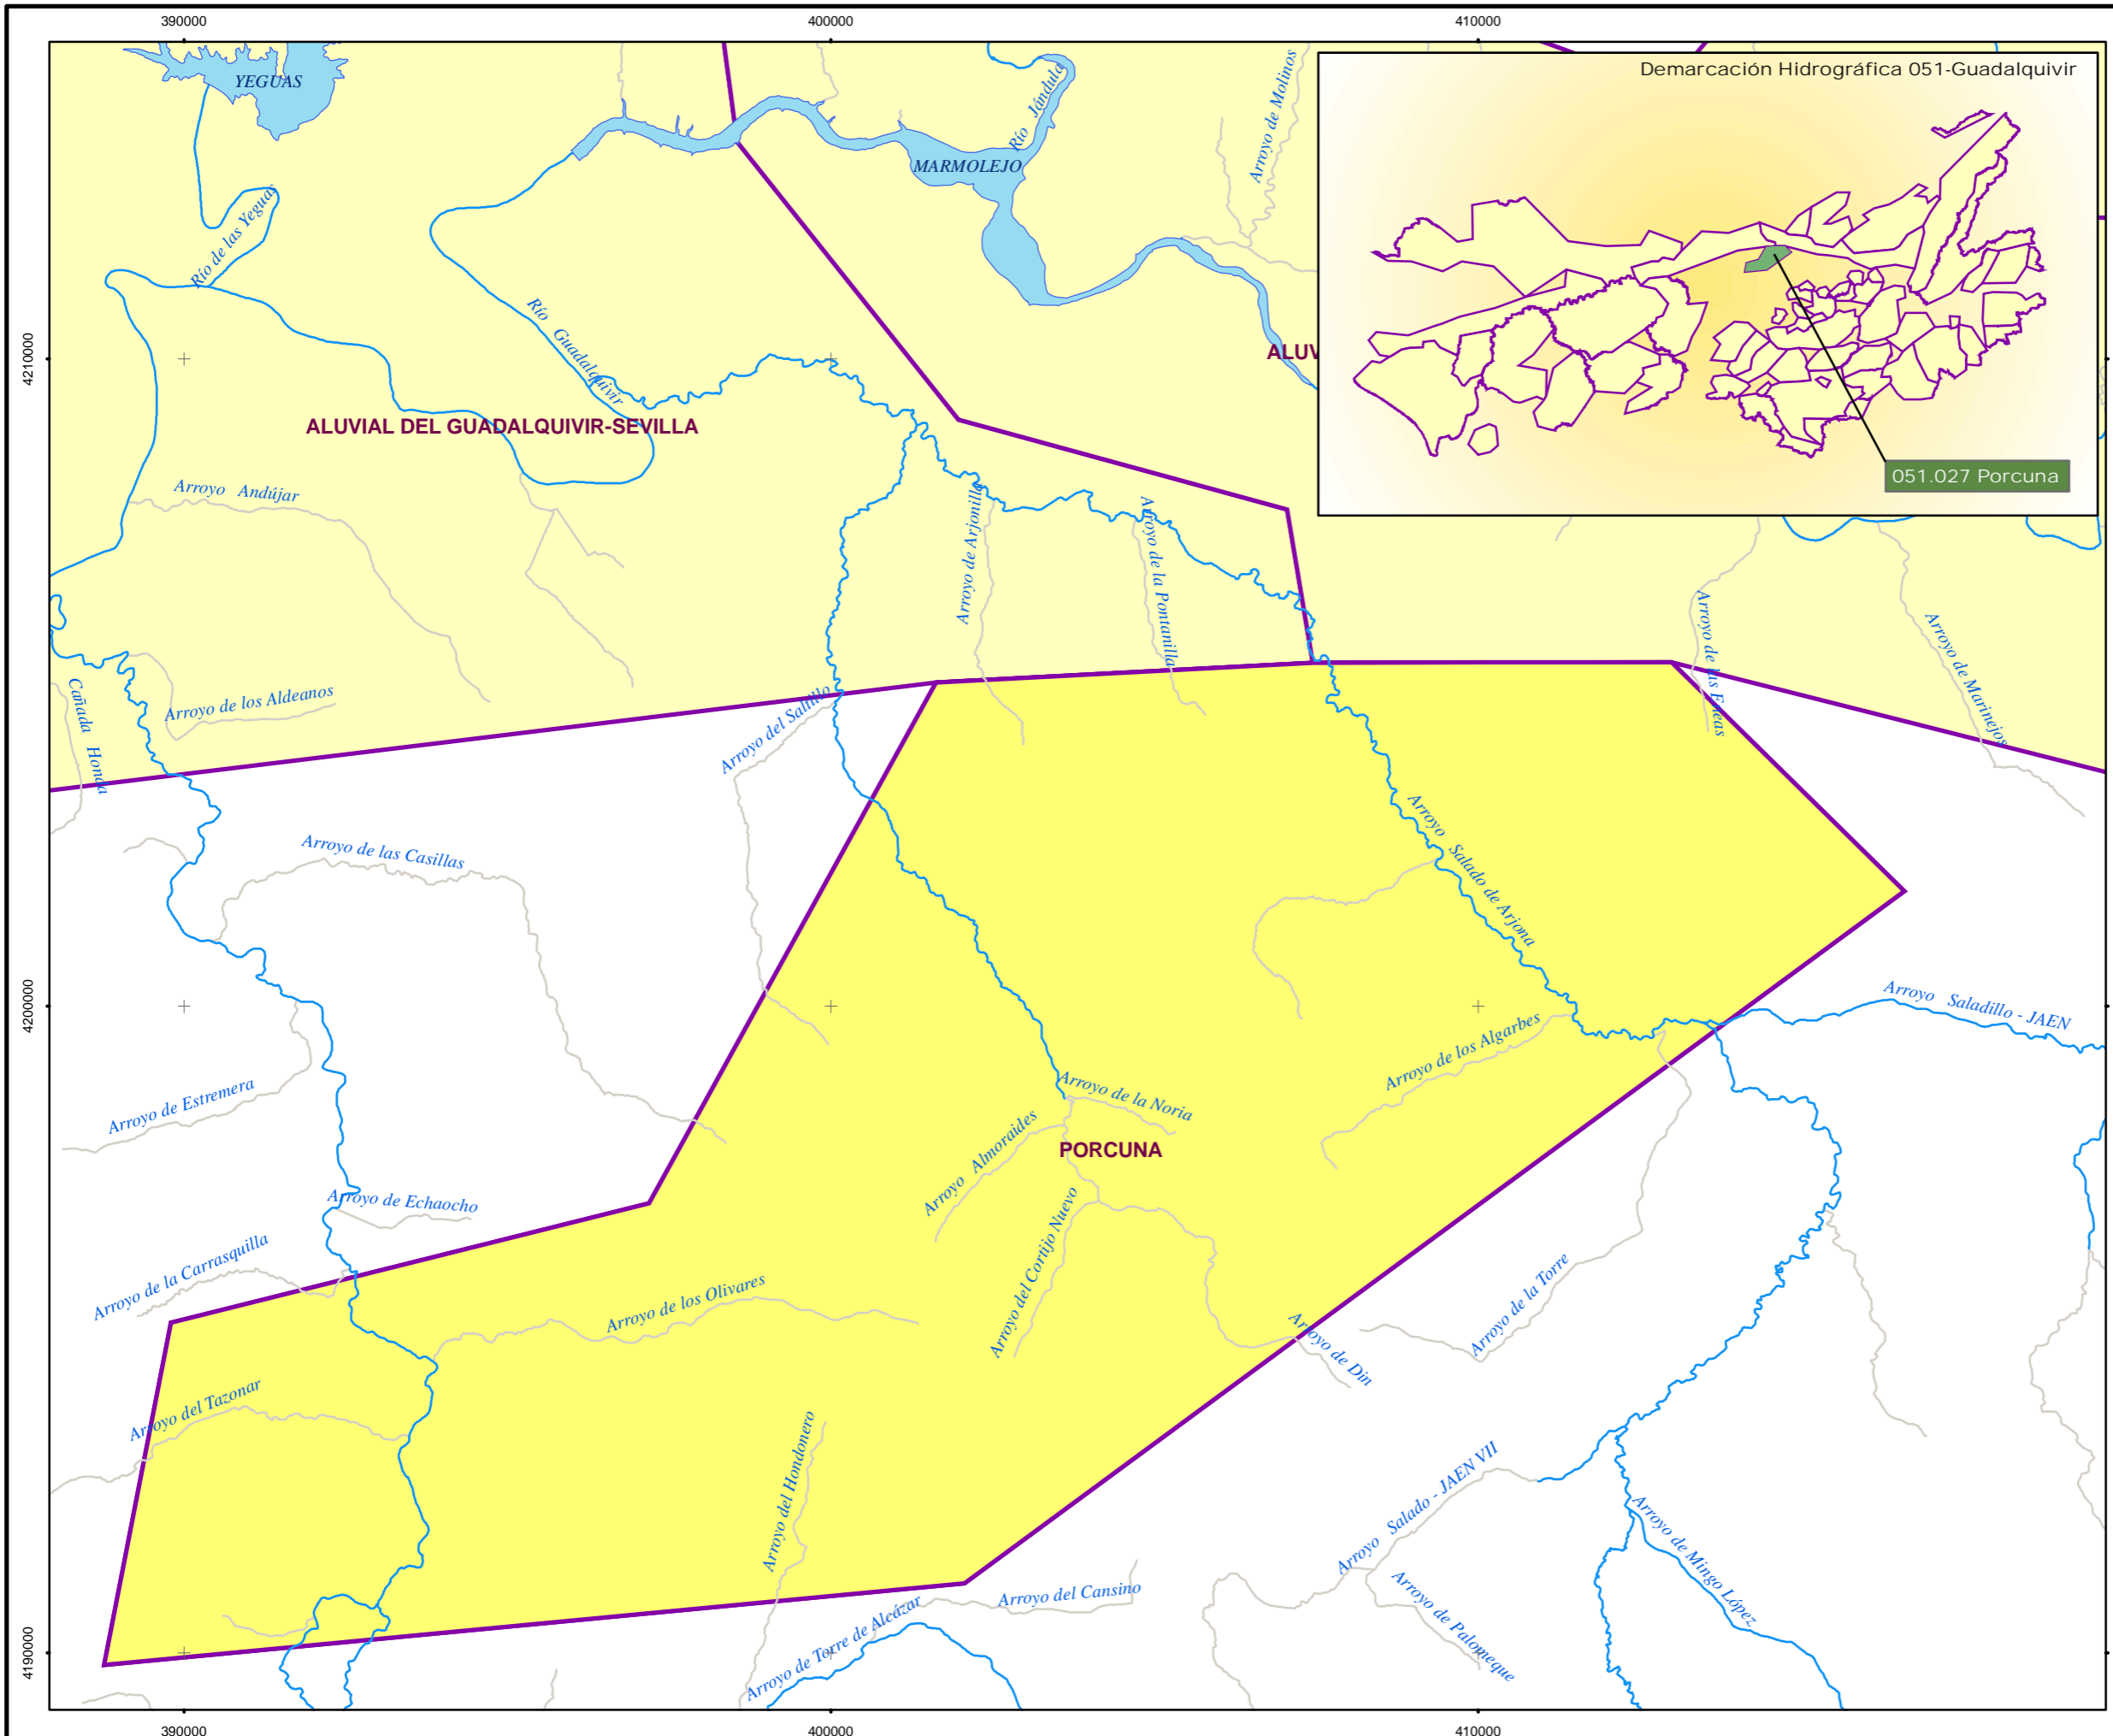 390000
400000
410000
Demarcación Hidrográfica 051-Guadalquivir
YEGUAS
Río Jándula
Arroyo de Molinos
MARMOLEJO
Río de las Yeguas
Río Guadalquivir
4210000
ALUV
ALUVIAL DEL GUADALQUIVIR-SEVILLA
051.027 Porcuna
Arroyo Andújar
Arroyo de Arjonilla
Arroyo de la Pontanilla
Arroyo de las Eneas
Arroyo de Marinejos
Cañada Honda
Arroyo de los Aldeanos
Arroyo del Saltillo
Arroyo de las Casillas
Arroyo Salado de Arjona
4200000
Arroyo Saladillo - JAEN
Arroyo de los Algarbes
Arroyo de Estremera
Arroyo de la Noria
Arroyo Almoraides
PORCUNA
Arroyo de Echaocho
Arroyo de la Carrasquilla
Arroyo del Cortijo Nuevo
Arroyo de los Olivares
Arroyo de la Torre
Arroyo de Din
Arroyo del Tazonar
Arroyo del Hondonero
Arroyo Salado - JAEN VII
Arroyo de Mingo López
Arroyo del Cansino
Arroyo de Palomeque
Arroyo de Torre de Alcázar
4190000
390000
400000
410000